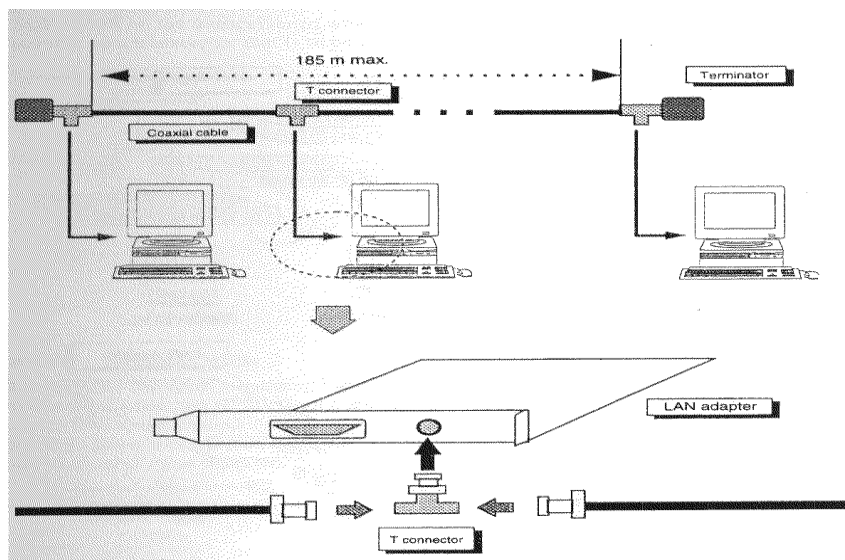 185 m max.
Terminator
T connector
Coaxial cable
LAN adapter
T connector